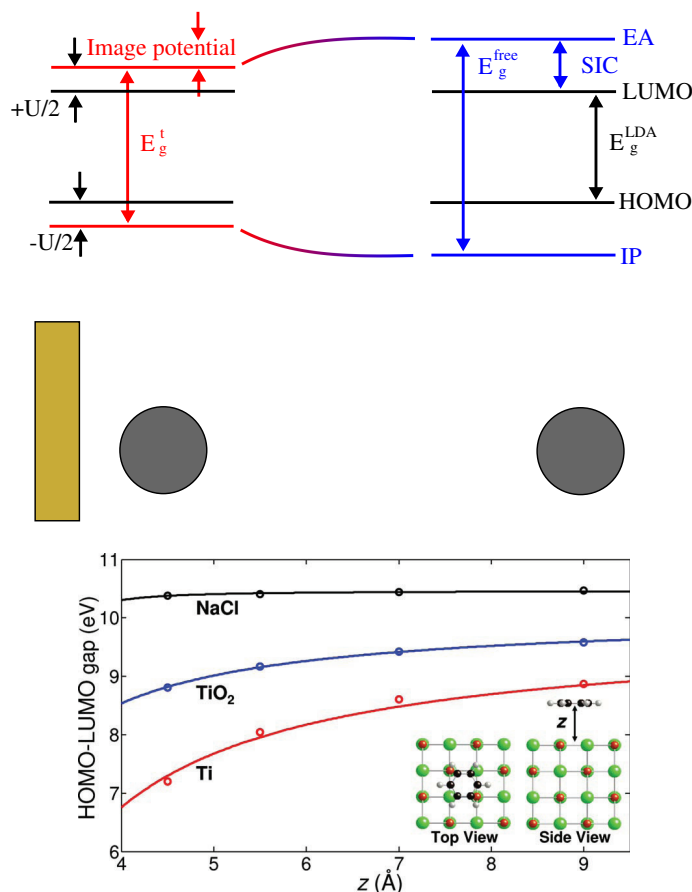 Image potential
EA
E_g^free
SIC
LUMO
+U/2
E_g^t
E_g^LDA
HOMO
-U/2
IP
11
10
9
8
7
6
HOMO-LUMO gap (eV)
NaCl
TiO₂
Ti
z
Top View
Side View
4
5
6
7
8
9
z (Å)